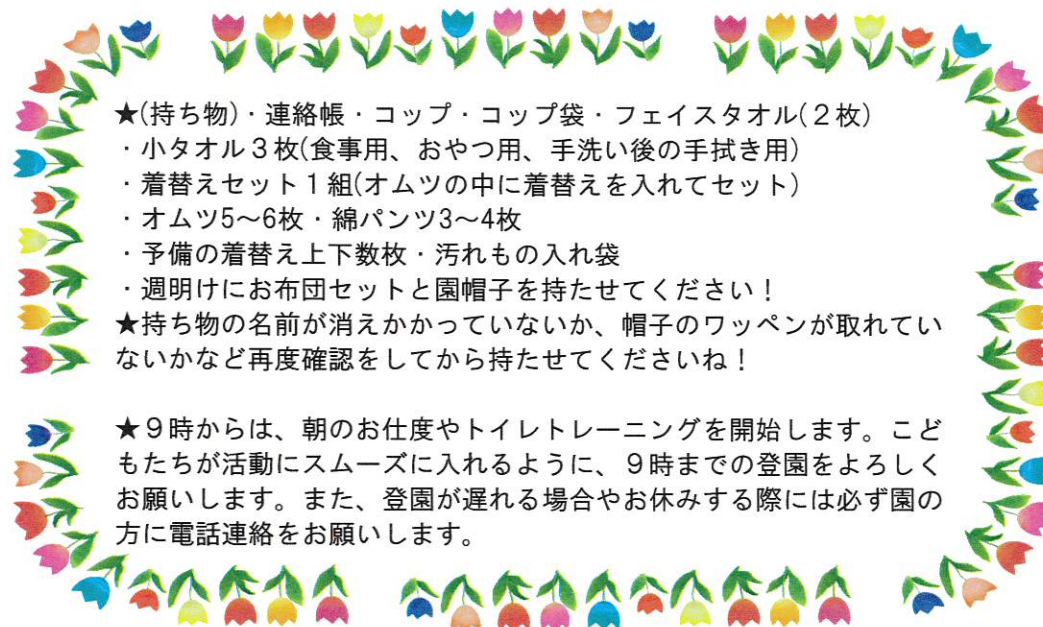 ★(持ち物)・連絡帳・コップ・コップ袋・フェイスタオル(２枚)
・小タオル３枚(食事用、おやつ用、手洗い後の手拭き用)
・着替えセット１組(オムツの中に着替えを入れてセット)
・オムツ5～6枚・綿パンツ3～4枚
・予備の着替え上下数枚・汚れもの入れ袋
・週明けにお布団セットと園帽子を持たせてください！
★持ち物の名前が消えかかっていないか、帽子のワッペンが取れてい
ないかなど再度確認をしてから持たせてくださいね！
★９時からは、朝のお仕度やトイレトレーニングを開始します。こど
もたちが活動にスムーズに入れるように、９時までの登園をよろしく
お願いします。また、登園が遅れる場合やお休みする際には必ず園の
方に電話連絡をお願いします。